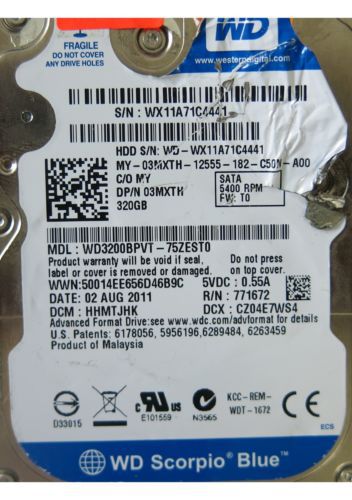 FRAGILE
DO NOT COVER
ANY DRIVE HOLES
WD
www.westerndigital.com
S/N: WX11A71C4441
HDD S/N: WD-WX11A71C4441
MY-03MXTH-12555-182-C50N-A00
C/O MY
DP/N 03MXTH
320GB
SATA
5400 RPM
FW: TO
MDL: WD3200BPVT-75ZEST0
Product warranty will be void, if any
label or cover is removed or damaged.
Do not press
on top cover
WWN:50014EE656D46B9C
5VDC: 0.55A
DATE: 02 AUG 2011
R/N: 771672
DCM: HHMTJHK
DCX: CZ04E7WS4
Advanced Format Drive:see www.wdc.com/advformat for details
U.S. Patents: 6178056, 5956196,6289484, 6263459
Product of Malaysia
D33015
E101559
N3565
KCC-REM-
WDT-1672
CE
ECS
WD Scorpio® Blue™